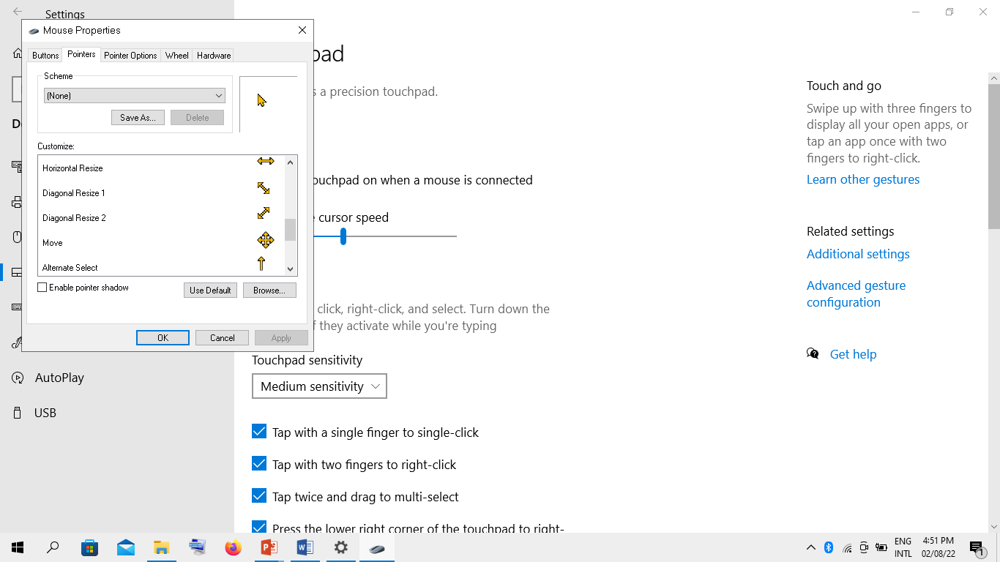 Settings
Mouse Properties
Buttons
Pointers
Pointer Options
Wheel
Hardware
Scheme
(None)
Save As...
Delete
Customize:
Horizontal Resize
Diagonal Resize 1
Diagonal Resize 2
Move
Alternate Select
Enable pointer shadow
Use Default
Browse...
OK
Cancel
Apply
AutoPlay
USB
pad
s a precision touchpad.
ouchpad on when a mouse is connected
cursor speed
click, right-click, and select. Turn down the
they activate while you're typing
Touchpad sensitivity
Medium sensitivity
Tap with a single finger to single-click
Tap with two fingers to right-click
Tap twice and drag to multi-select
Press the lower right corner of the touchpad to right-
Touch and go
Swipe up with three fingers to
display all your open apps, or
tap an app once with two
fingers to right-click.
Learn other gestures
Related settings
Additional settings
Advanced gesture
configuration
Get help
ENG
INTL
4:51 PM
02/08/22
1